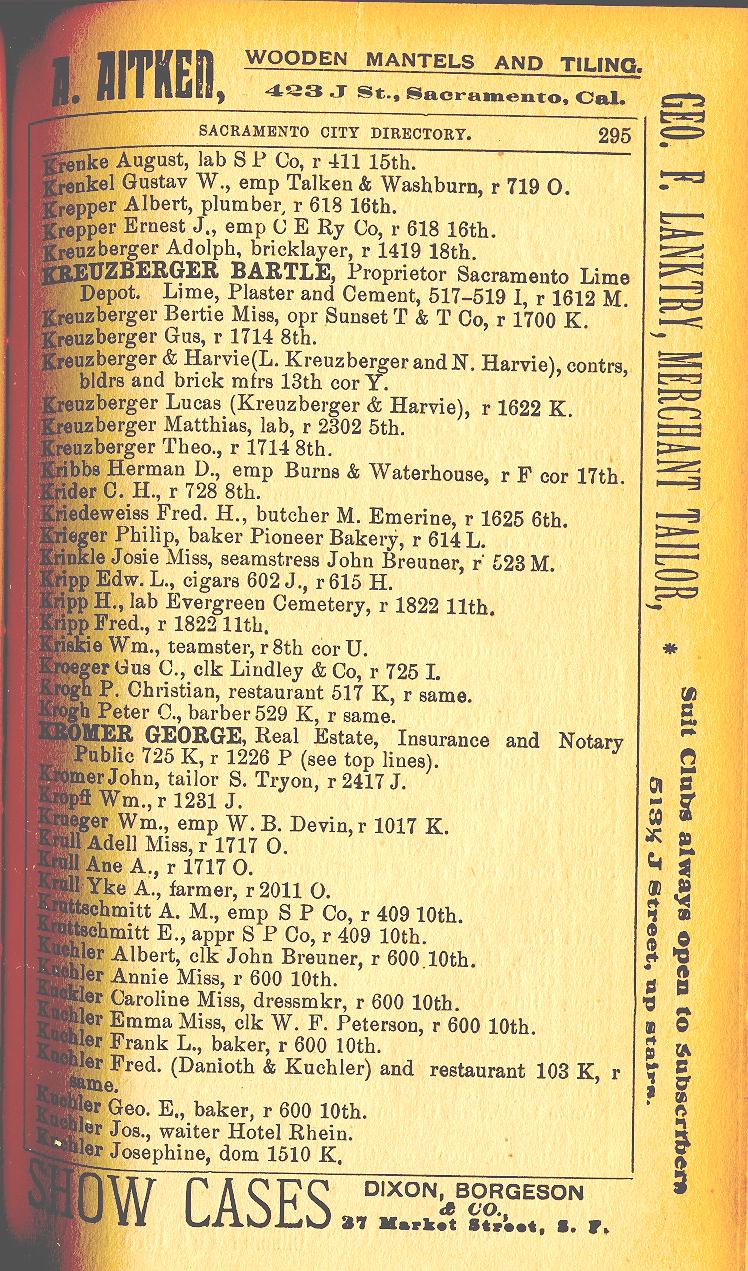 A. AITKEN,
WOODEN MANTELS AND TILING.
423 J St., Sacramento, Cal.
SACRAMENTO CITY DIRECTORY. 295
Krenke August, lab S P Co, r 411 15th.
Krenkel Gustav W., emp Talken & Washburn, r 719 O.
Krepper Albert, plumber, r 618 16th.
Krepper Ernest J., emp C E Ry Co, r 618 16th.
Kreuzberger Adolph, bricklayer, r 1419 18th.
KREUZBERGER BARTLE, Proprietor Sacramento Lime
Depot. Lime, Plaster and Cement, 517–519 I, r 1612 M.
Kreuzberger Bertie Miss, opr Sunset T & T Co, r 1700 K.
Kreuzberger Gus, r 1714 8th.
Kreuzberger & Harvie (L. Kreuzberger and N. Harvie), contrs,
bldrs and brick mfrs 13th cor Y.
Kreuzberger Lucas (Kreuzberger & Harvie), r 1622 K.
Kreuzberger Matthias, lab, r 2302 5th.
Kreuzberger Theo., r 1714 8th.
Kribbs Herman D., emp Burns & Waterhouse, r F cor 17th.
Krider C. H., r 728 8th.
Kriedeweiss Fred. H., butcher M. Emerine, r 1625 6th.
Krieger Philip, baker Pioneer Bakery, r 614 L.
Krinkle Josie Miss, seamstress John Breuner, r 523 M.
Kripp Edw. L., cigars 602 J., r 615 H.
Kripp H., lab Evergreen Cemetery, r 1822 11th.
Kripp Fred., r 1822 11th.
Kriskie Wm., teamster, r 8th cor U.
Kroeger Gus C., clk Lindley & Co, r 725 I.
Krogh P. Christian, restaurant 517 K, r same.
Krogh Peter C., barber 529 K, r same.
KROMER GEORGE, Real Estate, Insurance and Notary
Public 725 K, r 1226 P (see top lines).
Kromer John, tailor S. Tryon, r 2417 J.
Kropff Wm., r 1231 J.
Krueger Wm., emp W. B. Devin, r 1017 K.
Krull Adell Miss, r 1717 O.
Krull Ane A., r 1717 O.
Krull Yke A., farmer, r 2011 O.
Kruttschmitt A. M., emp S P Co, r 409 10th.
Kruttschmitt E., appr S P Co, r 409 10th.
Kuchler Albert, clk John Breuner, r 600 10th.
Kuchler Annie Miss, r 600 10th.
Kuckler Caroline Miss, dressmkr, r 600 10th.
Kuchler Emma Miss, clk W. F. Peterson, r 600 10th.
Kuchler Frank L., baker, r 600 10th.
Kuchler Fred. (Danioth & Kuchler) and restaurant 103 K, r
same.
Kuchler Geo. E., baker, r 600 10th.
Kuchler Jos., waiter Hotel Rhein.
Kuchler Josephine, dom 1510 K.
SHOW CASES
DIXON, BORGESON
& CO.,
37 Market Street, S. F.
GEO. F. LANKTRY, MERCHANT TAILOR, *
Suit Clubs always open to Subscribers
513½ J Street, up stairs.